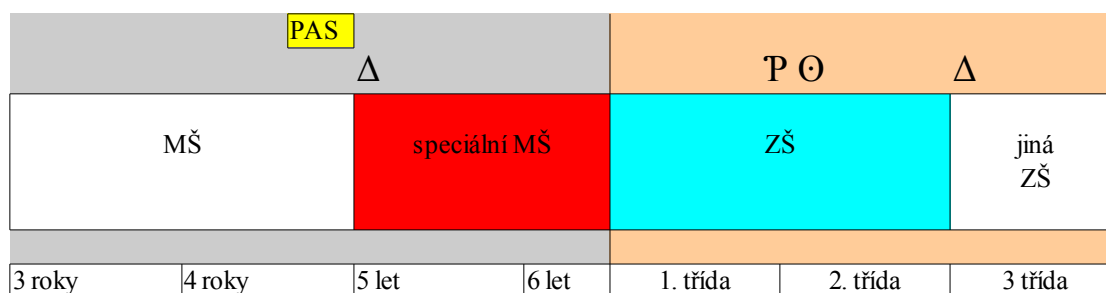 PAS
Δ
Ƥ ʘ Δ
MŠ speciální MŠ ZŠ jiná
ZŠ
3 roky 4 roky 5 let 6 let 1. třída 2. třída 3 třída